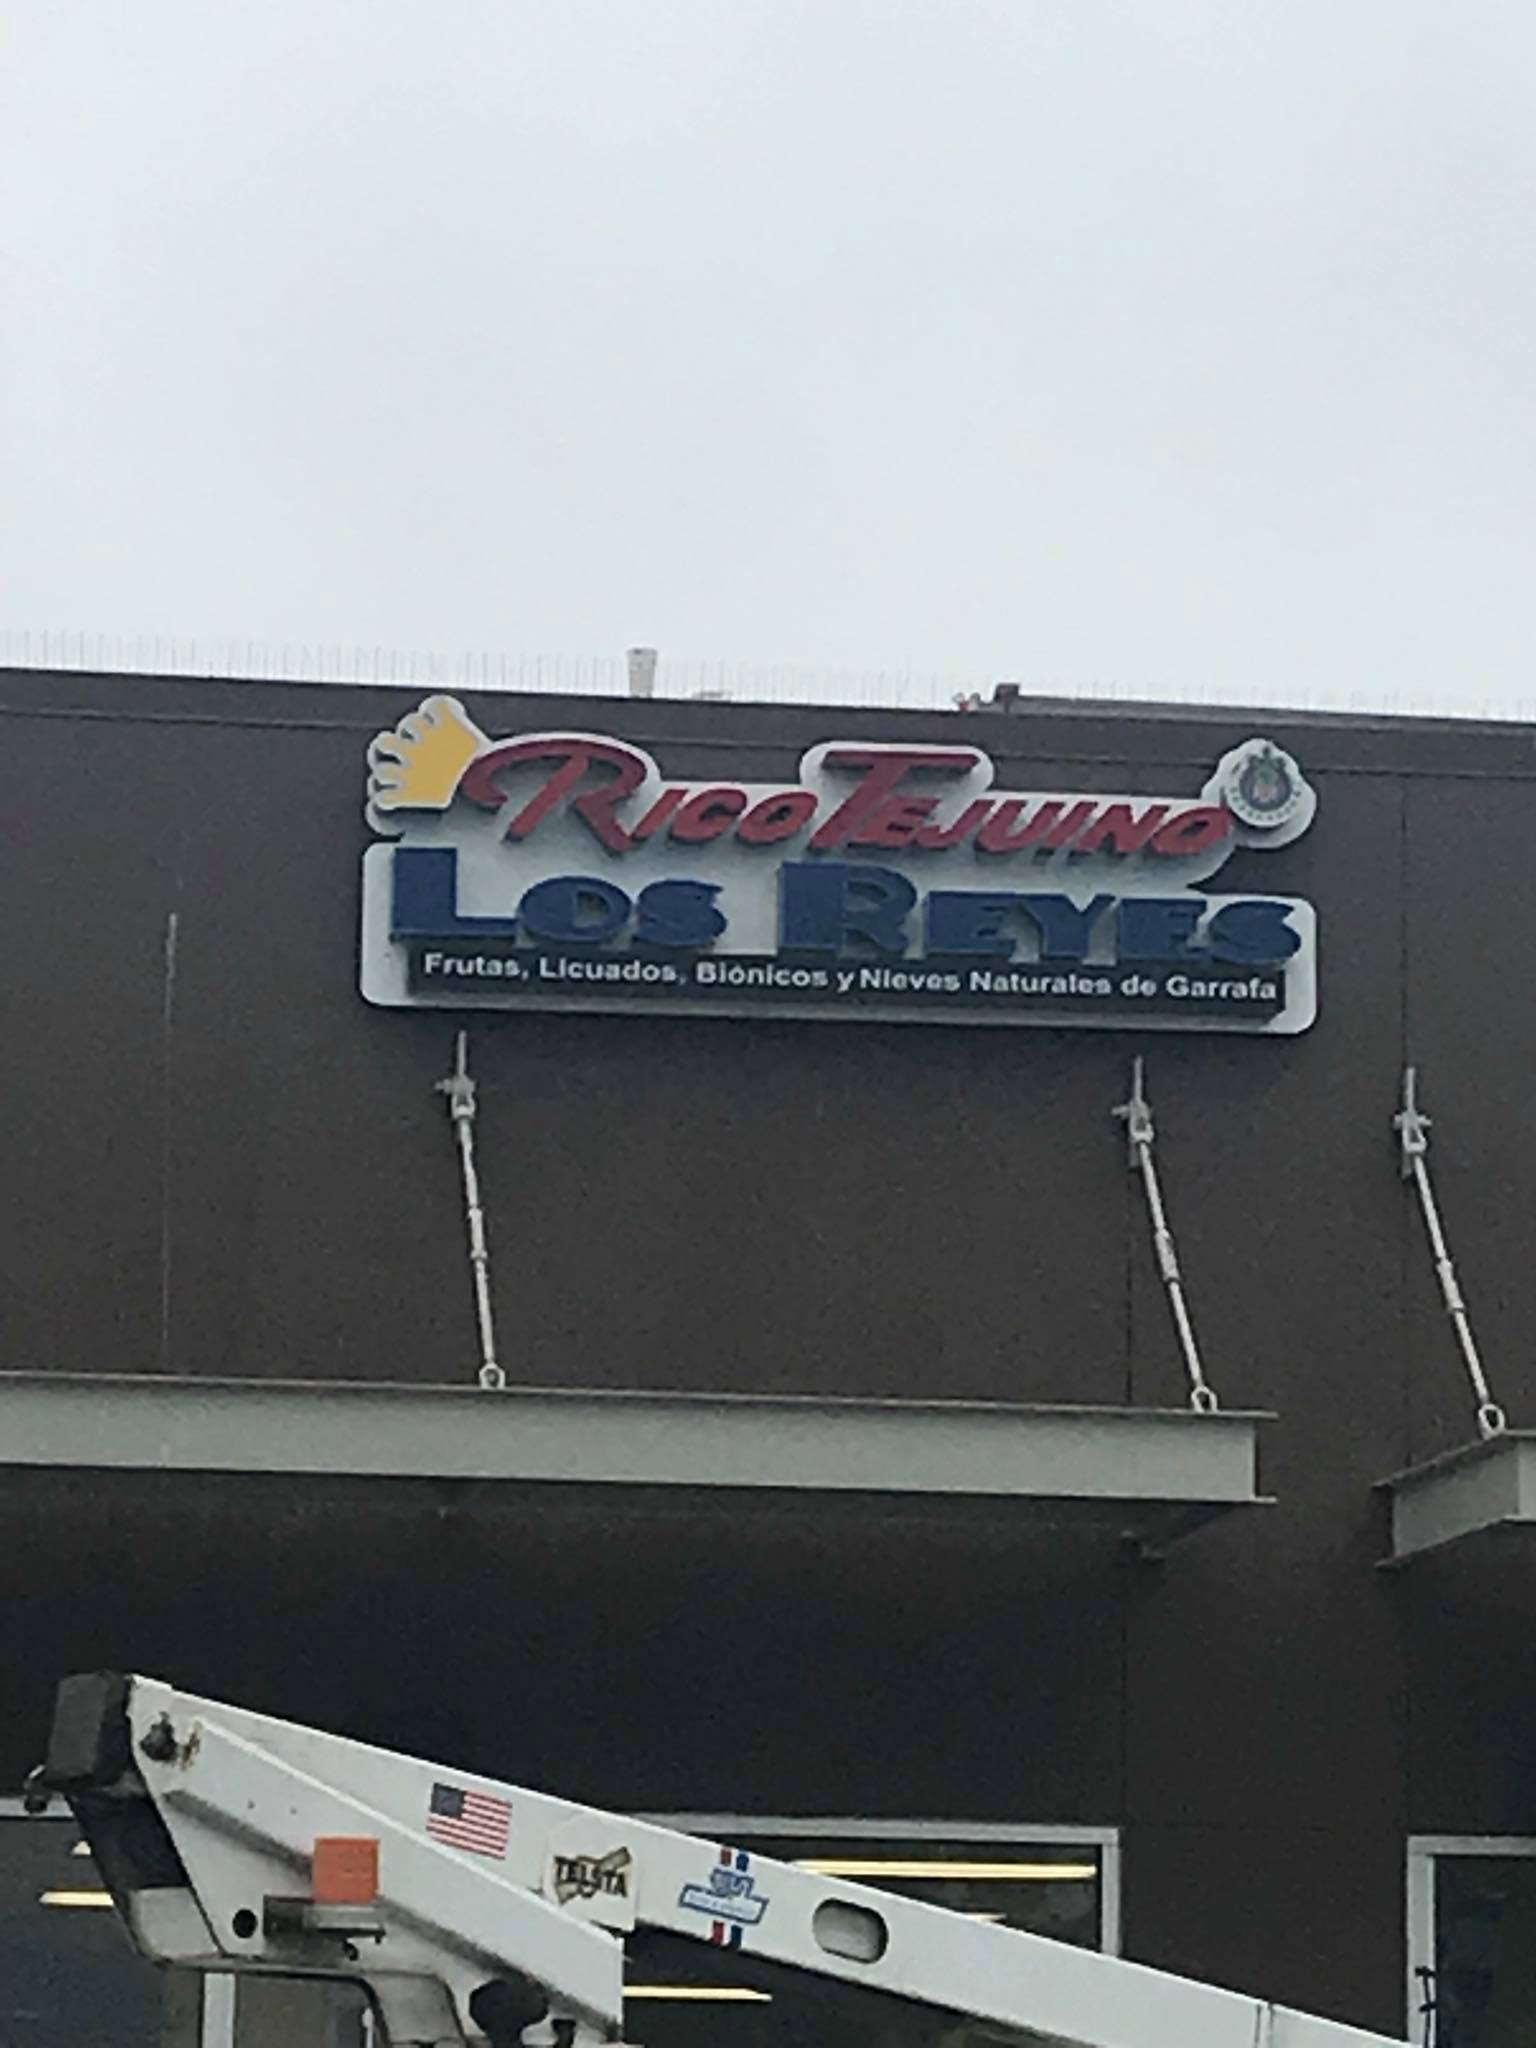 Rico Tejuino
Los Reyes
Frutas, Licuados, Biónicos y Nieves Naturales de Garrafa
TELSTA